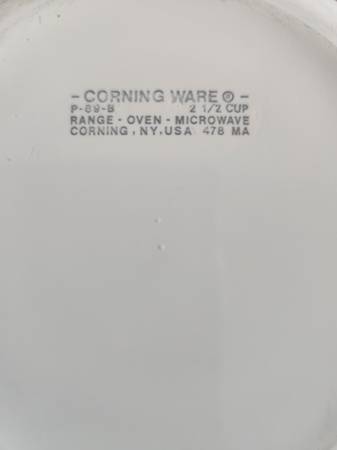 - CORNING WARE ® -
P-89-B 2 1/2 CUP
RANGE - OVEN - MICROWAVE
CORNING, NY, USA 478 MA